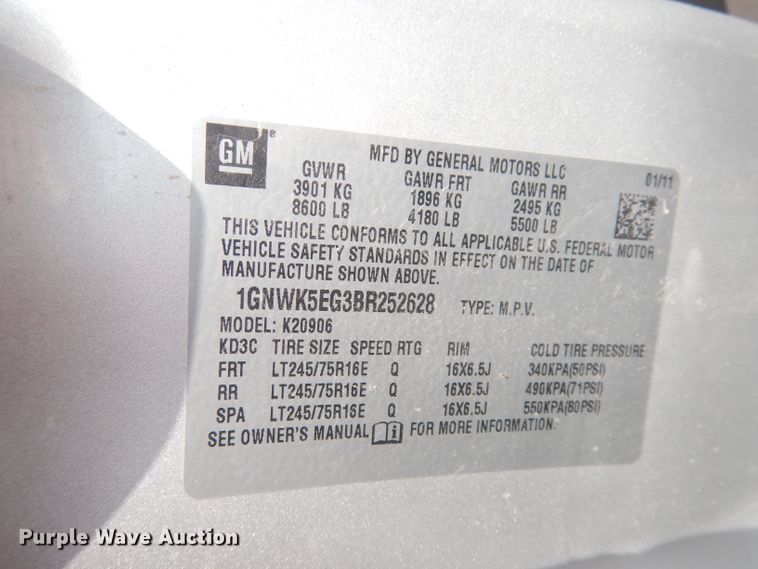 GM®
MFD BY GENERAL MOTORS LLC
01/11
GVWR GAWR FRT GAWR RR
3901 KG 1896 KG 2495 KG
8600 LB 4180 LB 5500 LB
THIS VEHICLE CONFORMS TO ALL APPLICABLE U.S. FEDERAL MOTOR
VEHICLE SAFETY STANDARDS IN EFFECT ON THE DATE OF
MANUFACTURE SHOWN ABOVE.
1GNWK5EG3BR252628 TYPE: M.P.V.
MODEL: K20906
KD3C TIRE SIZE SPEED RTG RIM COLD TIRE PRESSURE
FRT LT245/75R16E Q 16X6.5J 340KPA(50PSI)
RR LT245/75R16E Q 16X6.5J 490KPA(71PSI)
SPA LT245/75R16E Q 16X6.5J 550KPA(80PSI)
SEE OWNER'S MANUAL i FOR MORE INFORMATION.
Purple Wave Auction